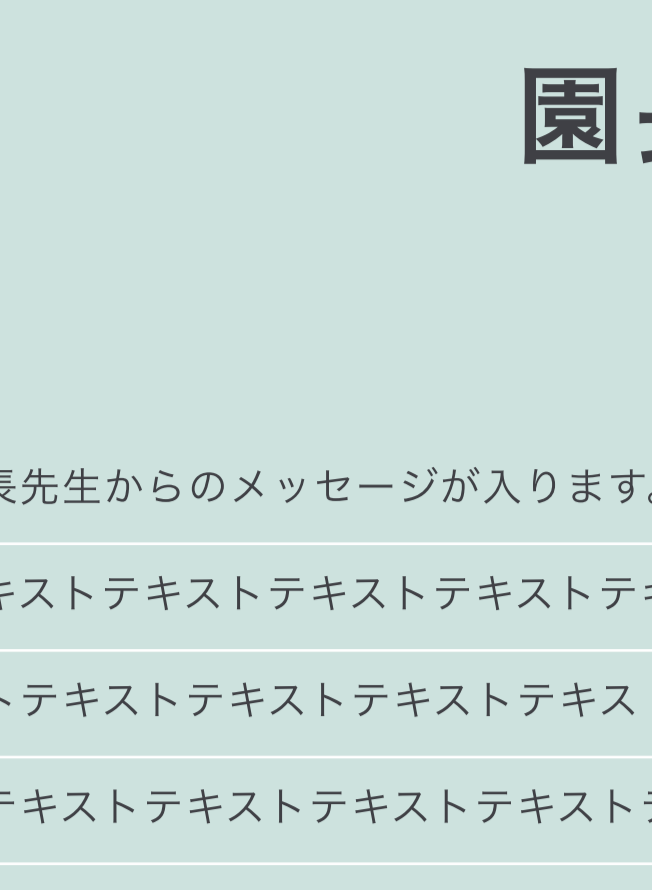 園
長先生からのメッセージが入ります。
キストテキストテキストテキストテキ
トテキストテキストテキストテキス
テキストテキストテキストテキスト